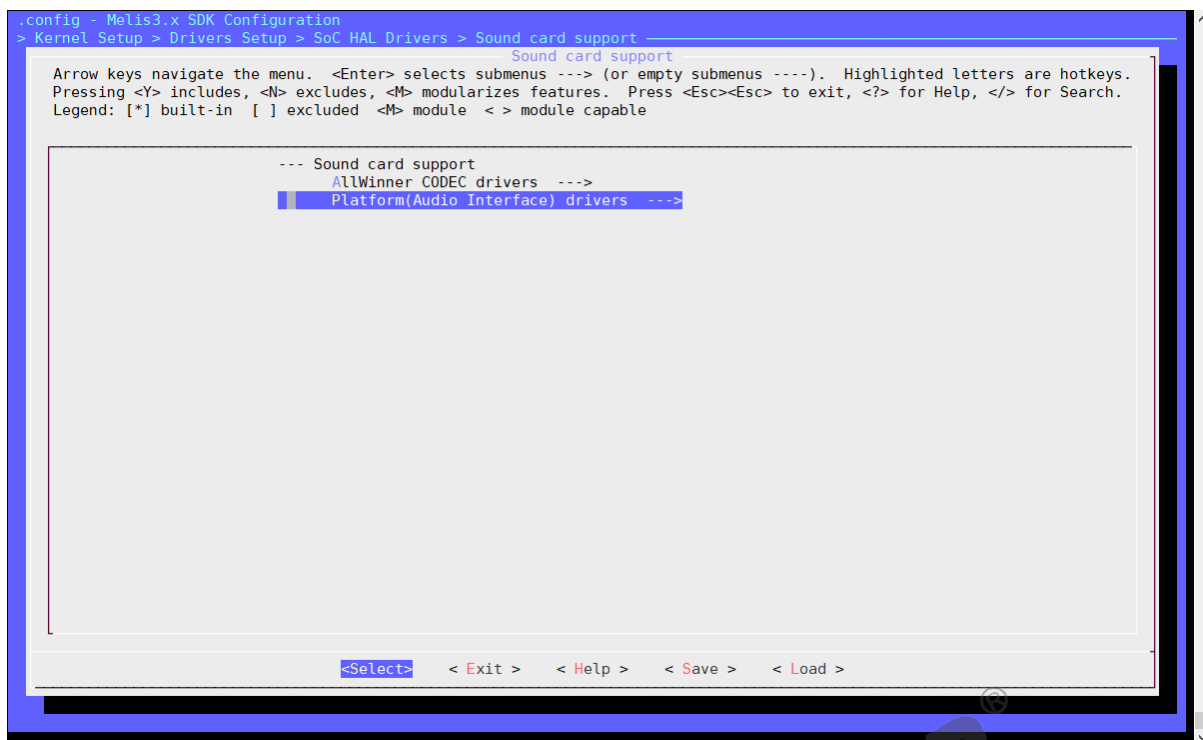 .config - Melis3.x SDK Configuration
> Kernel Setup > Drivers Setup > SoC HAL Drivers > Sound card support
Sound card support
Arrow keys navigate the menu.  <Enter> selects submenus ---> (or empty submenus ----).  Highlighted letters are hotkeys.
Pressing <Y> includes, <N> excludes, <M> modularizes features.  Press <Esc><Esc> to exit, <?> for Help, </> for Search.
Legend: [*] built-in  [ ] excluded  <M> module  < > module capable
--- Sound card support
AllWinner CODEC drivers  --->
Platform(Audio Interface) drivers  --->
<Select>    < Exit >    < Help >    < Save >    < Load >
®